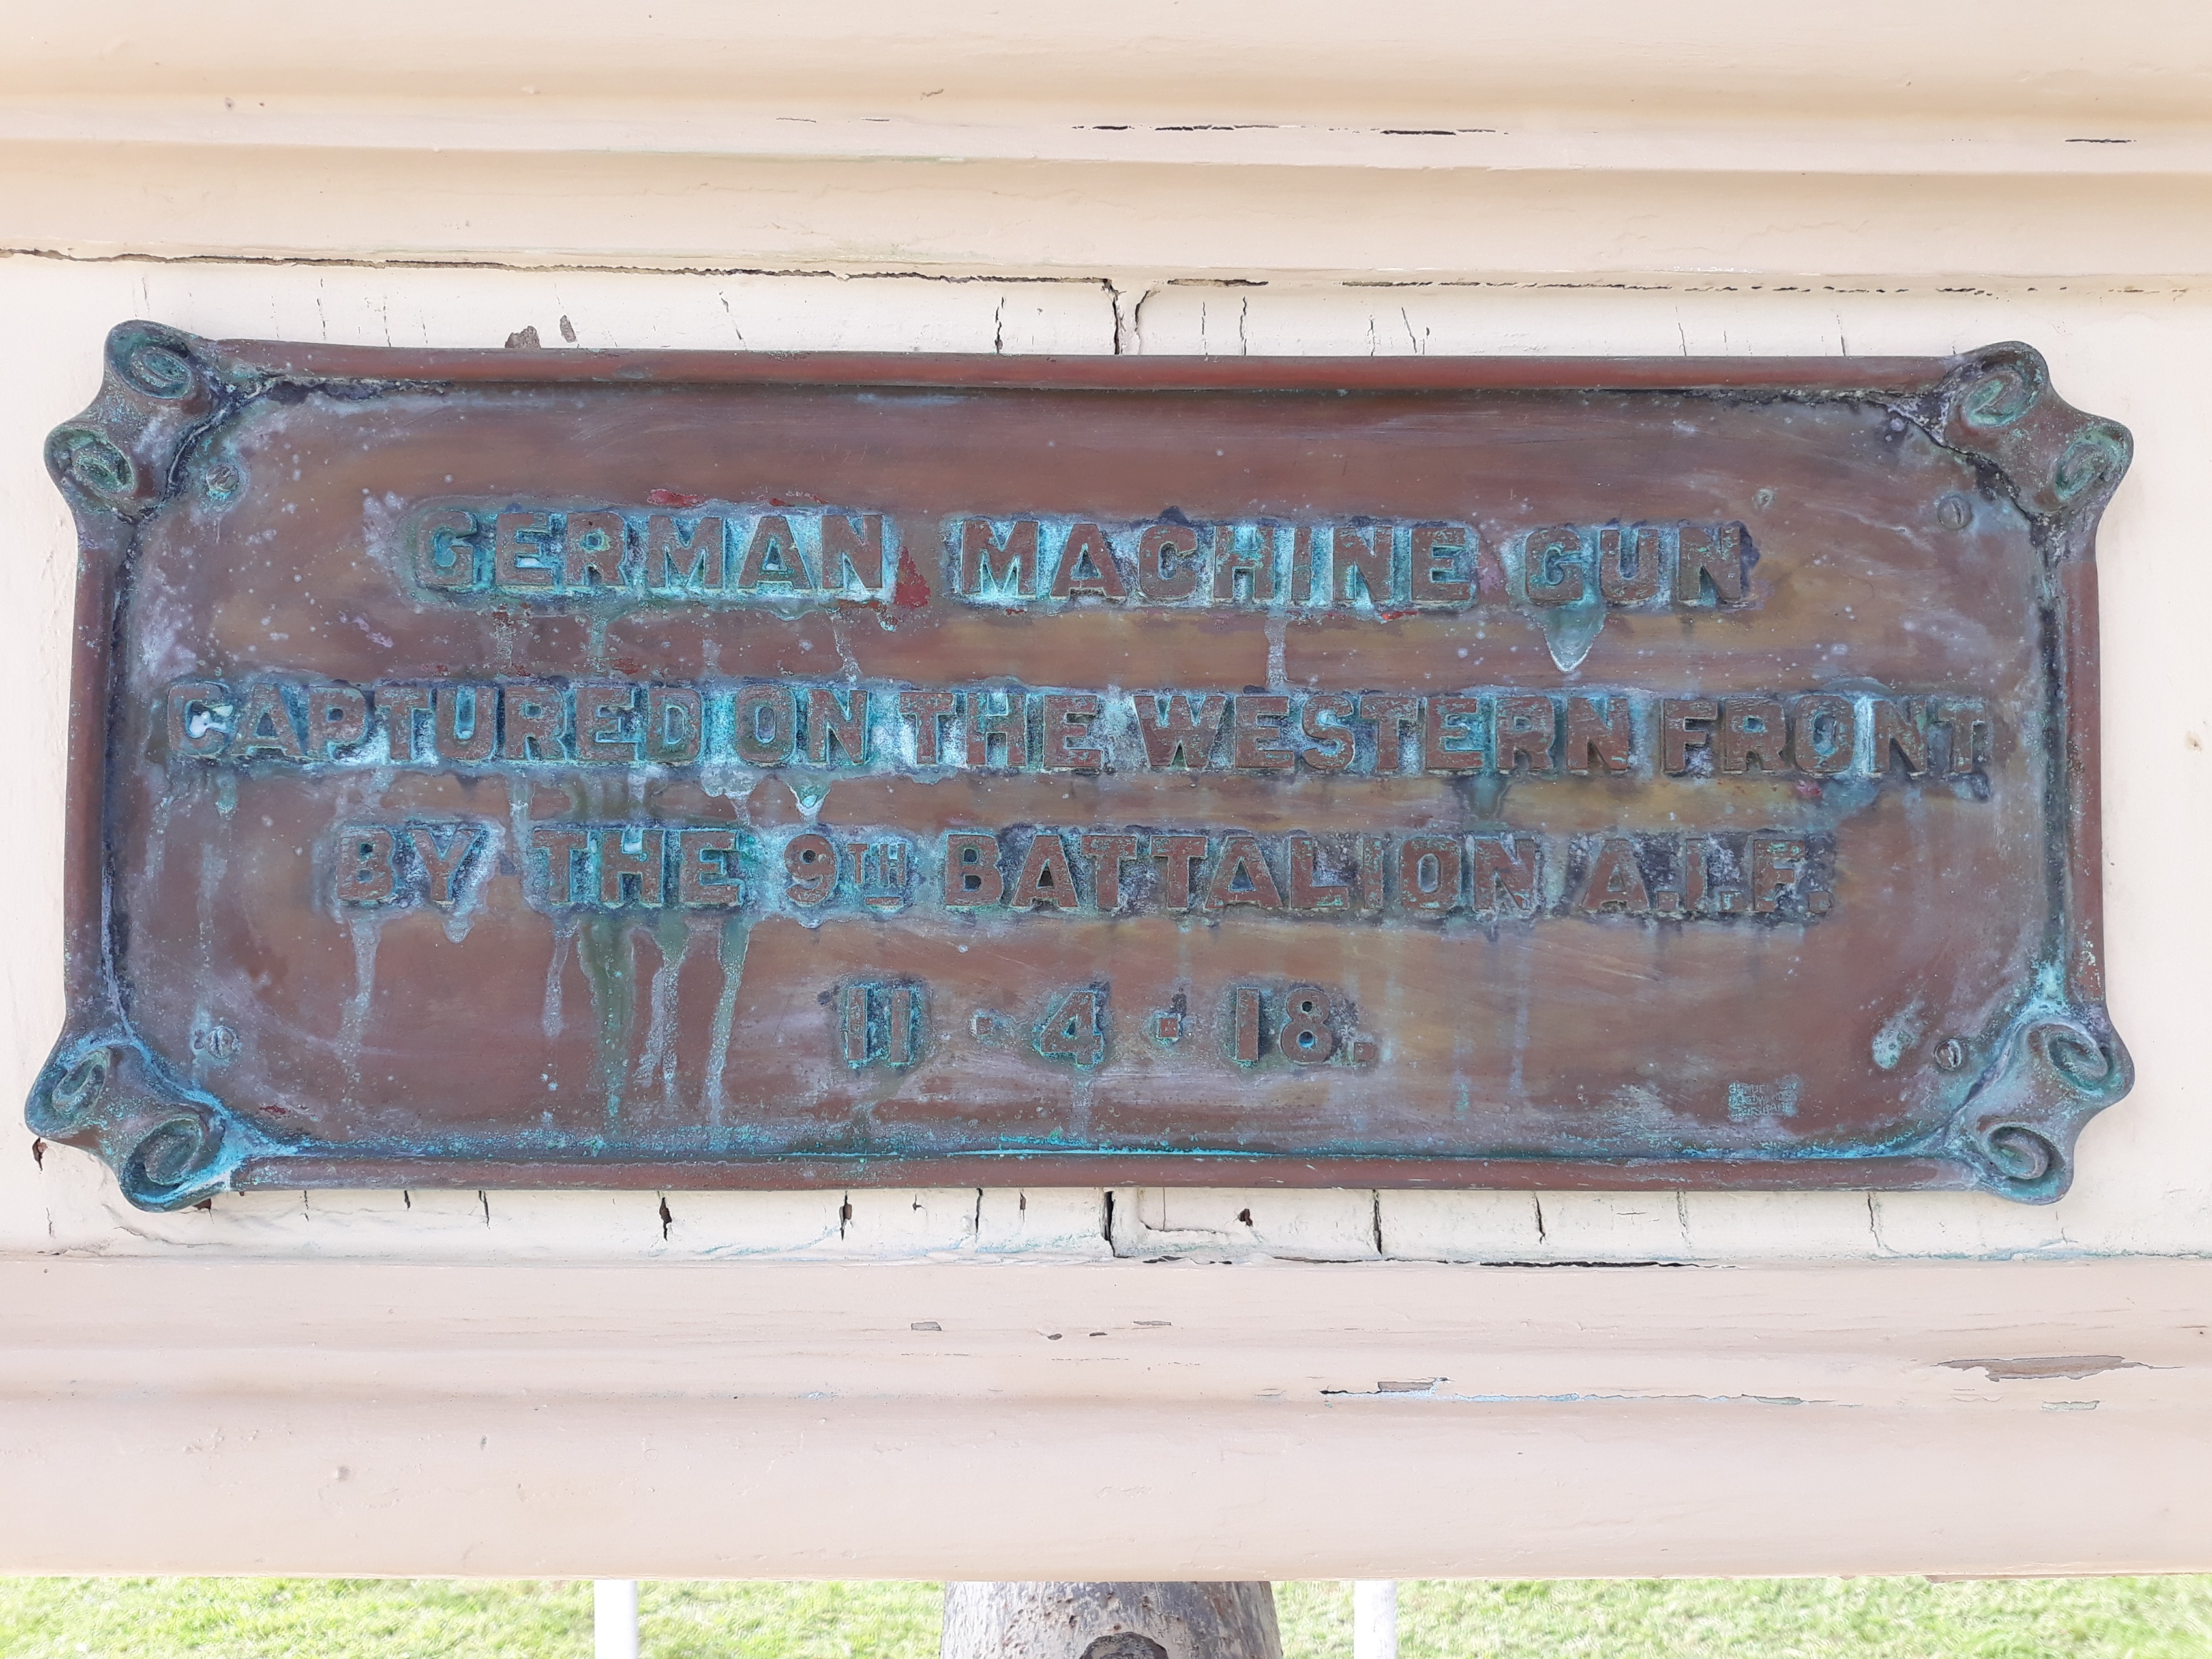 GERMAN MACHINE GUN
CAPTURED ON THE WESTERN FRONT
BY THE 9TH BATTALION A.I.F.
11 · 4 · 18.